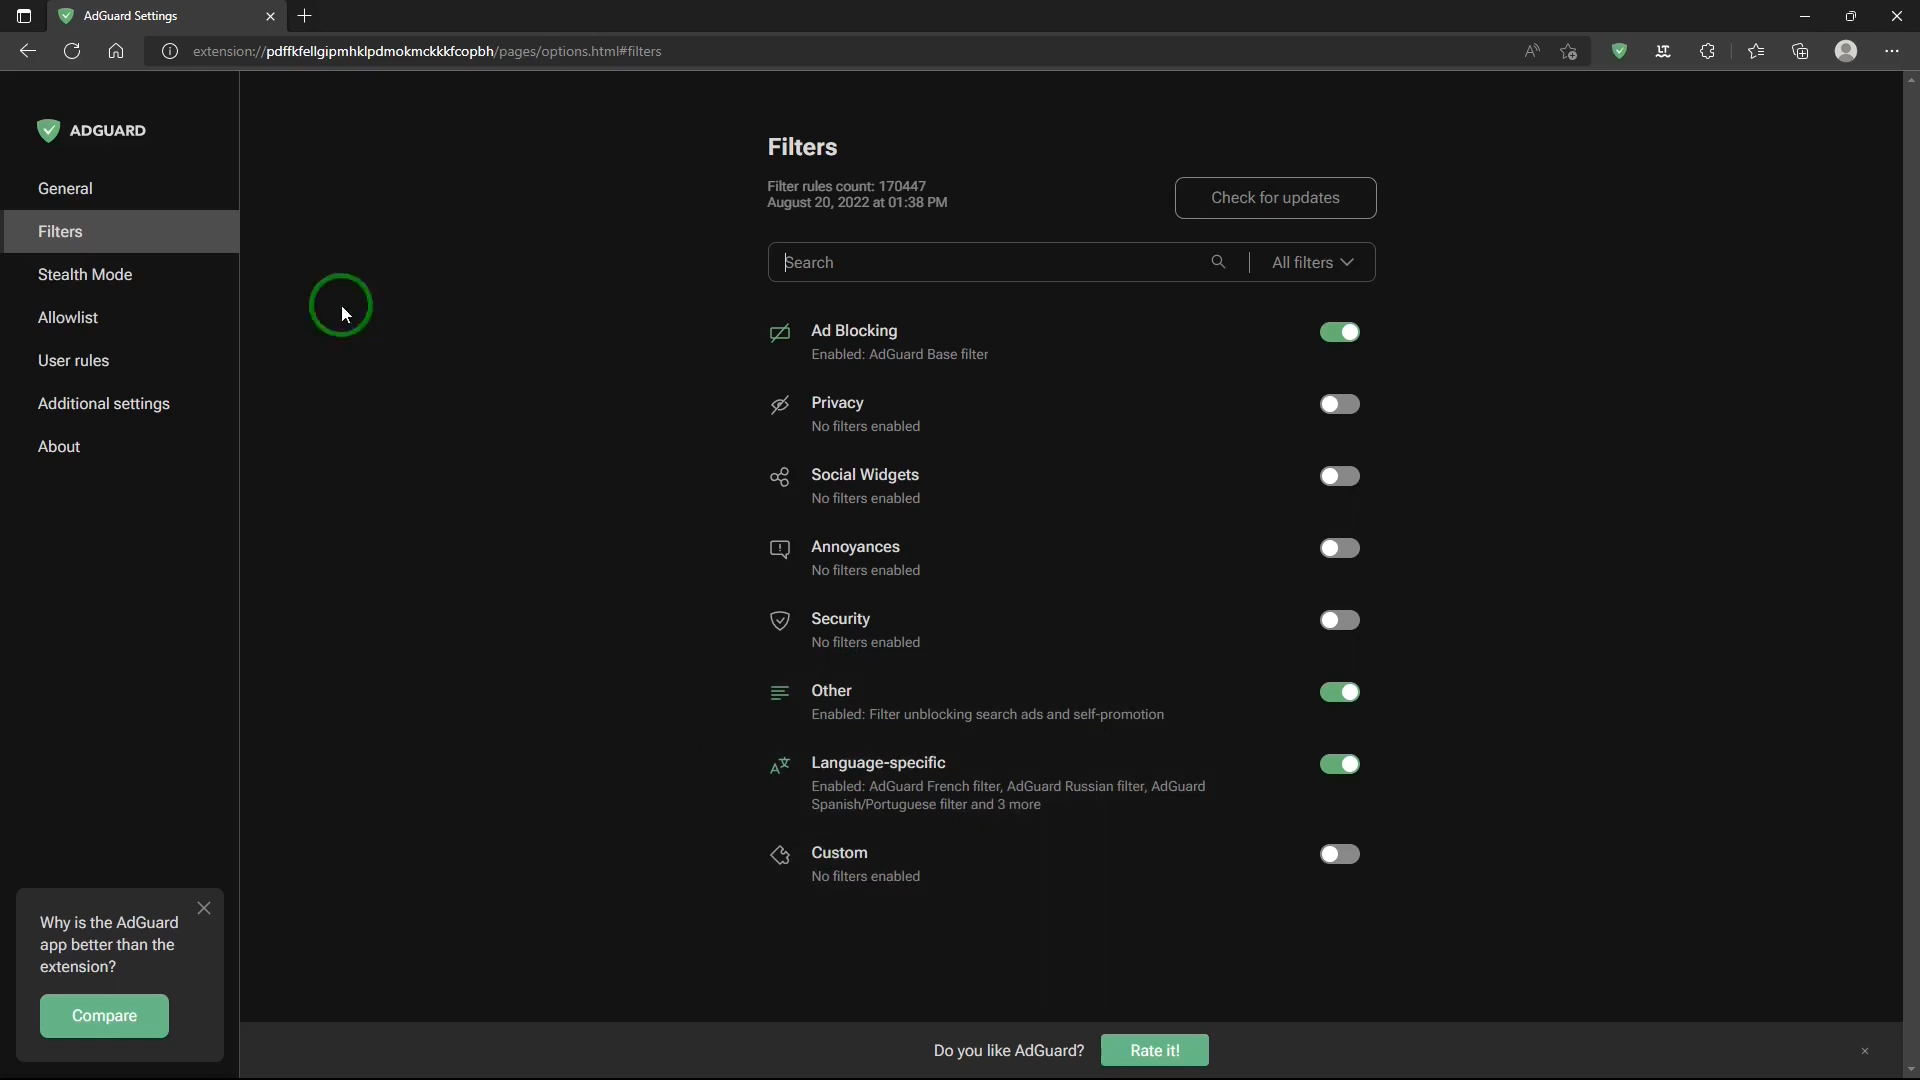 AdGuard Settings
extension://pdffkfellgipmhklpdmokmckkkfcopbh/pages/options.html#filters
ADGUARD
General
Filters
Stealth Mode
Allowlist
User rules
Additional settings
About
Why is the AdGuard
app better than the
extension?
Compare
Filters
Filter rules count: 170447
August 20, 2022 at 01:38 PM
Check for updates
Search
All filters
Ad Blocking
Enabled: AdGuard Base filter
Privacy
No filters enabled
Social Widgets
No filters enabled
Annoyances
No filters enabled
Security
No filters enabled
Other
Enabled: Filter unblocking search ads and self-promotion
Language-specific
Enabled: AdGuard French filter, AdGuard Russian filter, AdGuard
Spanish/Portuguese filter and 3 more
Custom
No filters enabled
Do you like AdGuard?
Rate it!